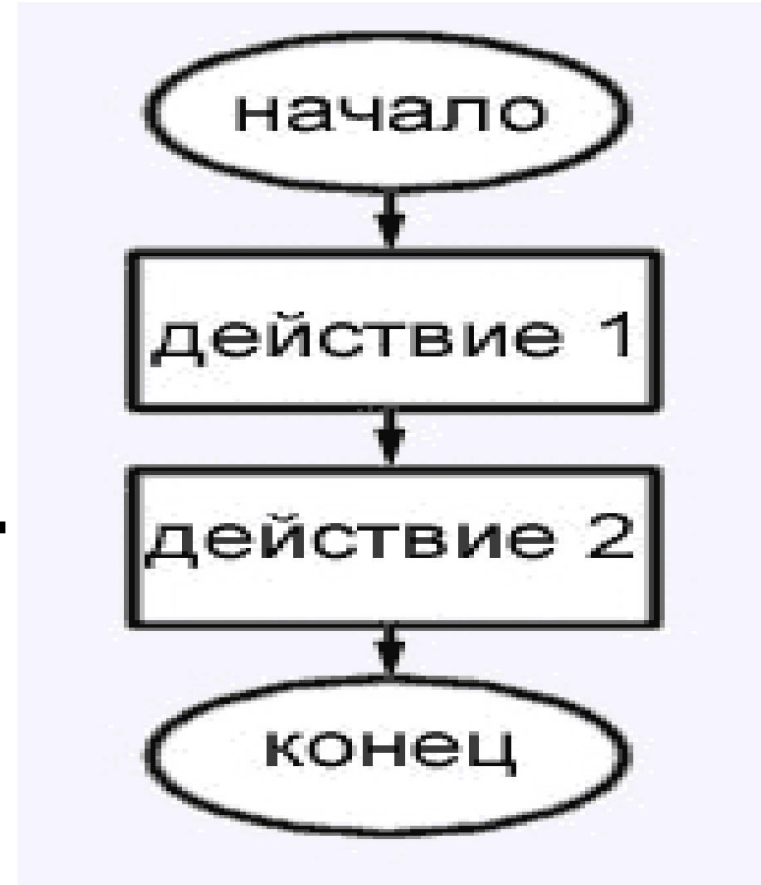 начало
действие 1
действие 2
конец